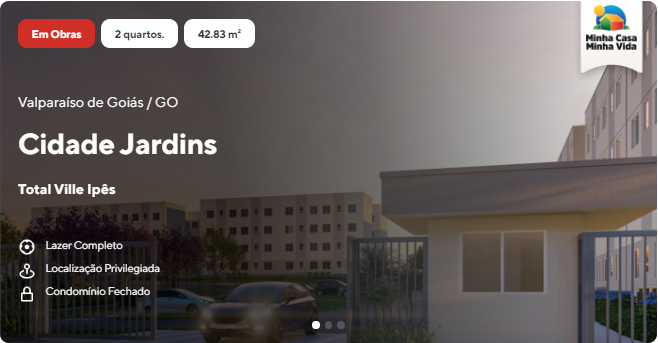 Em Obras
2 quartos.
42.83 m²
Minha Casa
Minha Vida
Valparaíso de Goiás / GO
Cidade Jardins
Total Ville Ipês
Lazer Completo
Localização Privilegiada
Condomínio Fechado